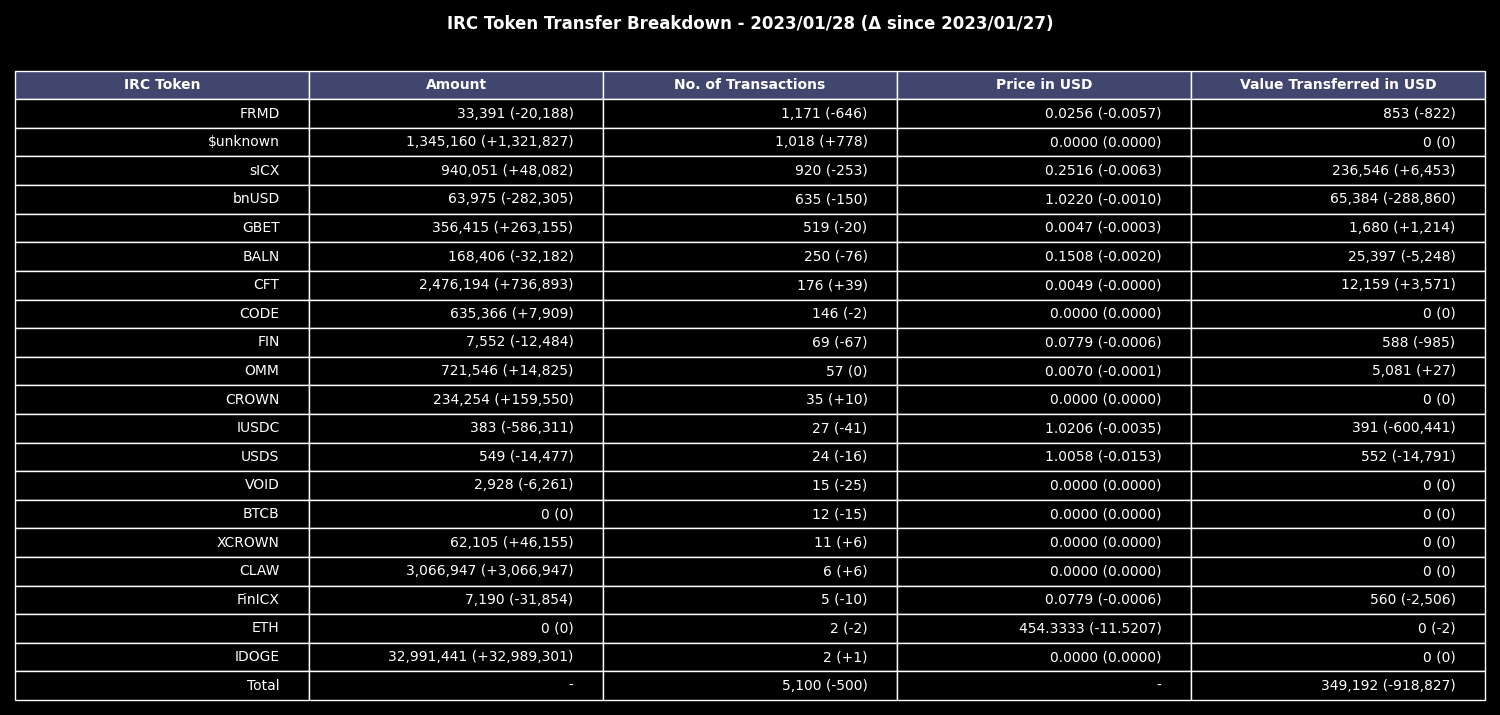 IRC Token Transfer Breakdown - 2023/01/28 (Δ since 2023/01/27)
IRC Token Amount No. of Transactions Price in USD Value Transferred in USD
FRMD 33,391 (-20,188) 1,171 (-646) 0.0256 (-0.0057) 853 (-822)
$unknown 1,345,160 (+1,321,827) 1,018 (+778) 0.0000 (0.0000) 0 (0)
sICX 940,051 (+48,082) 920 (-253) 0.2516 (-0.0063) 236,546 (+6,453)
bnUSD 63,975 (-282,305) 635 (-150) 1.0220 (-0.0010) 65,384 (-288,860)
GBET 356,415 (+263,155) 519 (-20) 0.0047 (-0.0003) 1,680 (+1,214)
BALN 168,406 (-32,182) 250 (-76) 0.1508 (-0.0020) 25,397 (-5,248)
CFT 2,476,194 (+736,893) 176 (+39) 0.0049 (-0.0000) 12,159 (+3,571)
CODE 635,366 (+7,909) 146 (-2) 0.0000 (0.0000) 0 (0)
FIN 7,552 (-12,484) 69 (-67) 0.0779 (-0.0006) 588 (-985)
OMM 721,546 (+14,825) 57 (0) 0.0070 (-0.0001) 5,081 (+27)
CROWN 234,254 (+159,550) 35 (+10) 0.0000 (0.0000) 0 (0)
IUSDC 383 (-586,311) 27 (-41) 1.0206 (-0.0035) 391 (-600,441)
USDS 549 (-14,477) 24 (-16) 1.0058 (-0.0153) 552 (-14,791)
VOID 2,928 (-6,261) 15 (-25) 0.0000 (0.0000) 0 (0)
BTCB 0 (0) 12 (-15) 0.0000 (0.0000) 0 (0)
XCROWN 62,105 (+46,155) 11 (+6) 0.0000 (0.0000) 0 (0)
CLAW 3,066,947 (+3,066,947) 6 (+6) 0.0000 (0.0000) 0 (0)
FinICX 7,190 (-31,854) 5 (-10) 0.0779 (-0.0006) 560 (-2,506)
ETH 0 (0) 2 (-2) 454.3333 (-11.5207) 0 (-2)
IDOGE 32,991,441 (+32,989,301) 2 (+1) 0.0000 (0.0000) 0 (0)
Total - 5,100 (-500) - 349,192 (-918,827)